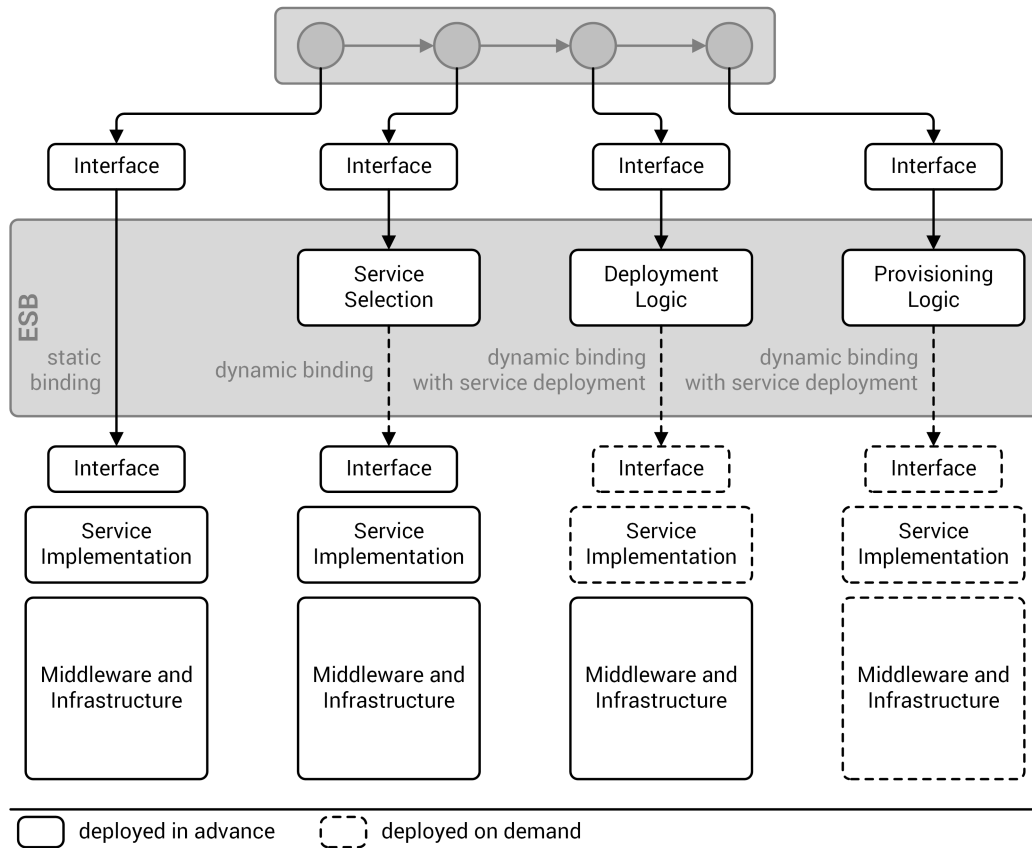 Interface
Interface
Interface
Interface
ESB
Service
Selection
Deployment
Logic
Provisioning
Logic
static
binding
dynamic binding
dynamic binding
with service deployment
dynamic binding
with service deployment
Interface
Interface
Interface
Interface
Service
Implementation
Service
Implementation
Service
Implementation
Service
Implementation
Middleware and
Infrastructure
Middleware and
Infrastructure
Middleware and
Infrastructure
Middleware and
Infrastructure
deployed in advance
deployed on demand